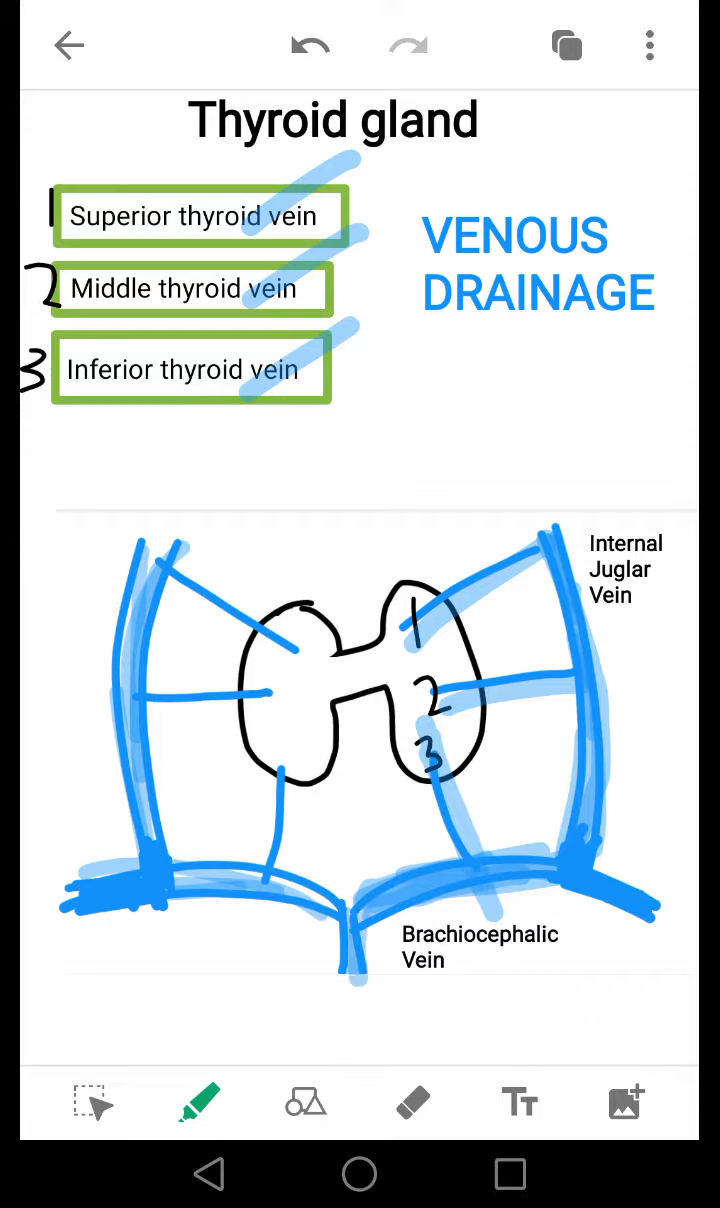 Thyroid gland
1 Superior thyroid vein
2 Middle thyroid vein
3 Inferior thyroid vein
VENOUS
DRAINAGE
Internal
Juglar
Vein
1
2
3
Brachiocephalic
Vein
TT